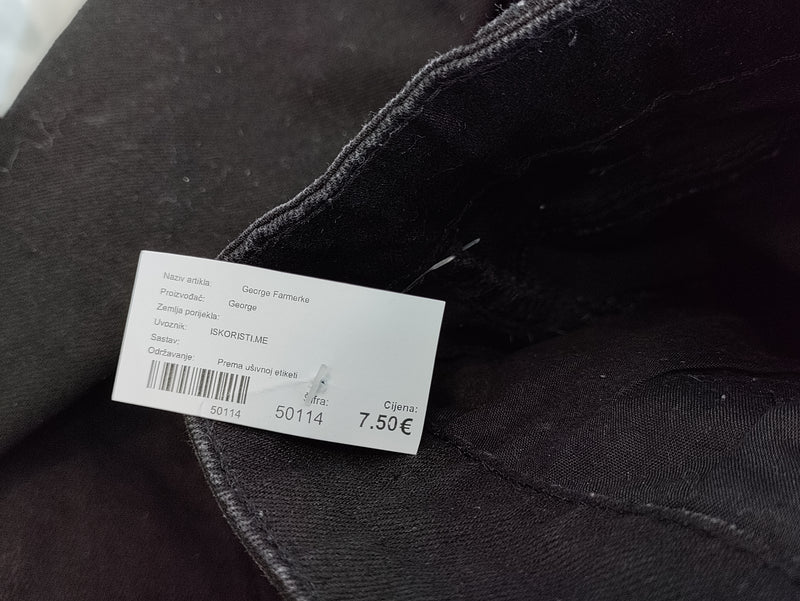 Naziv artikla: George Farmerke
Proizvođač: George
Zemlja porijekla:
Uvoznik: ISKORISTI.ME
Sastav:
Održavanje: Prema ušivnoj etiketi
Šifra: Cijena:
50114 50114 7.50€